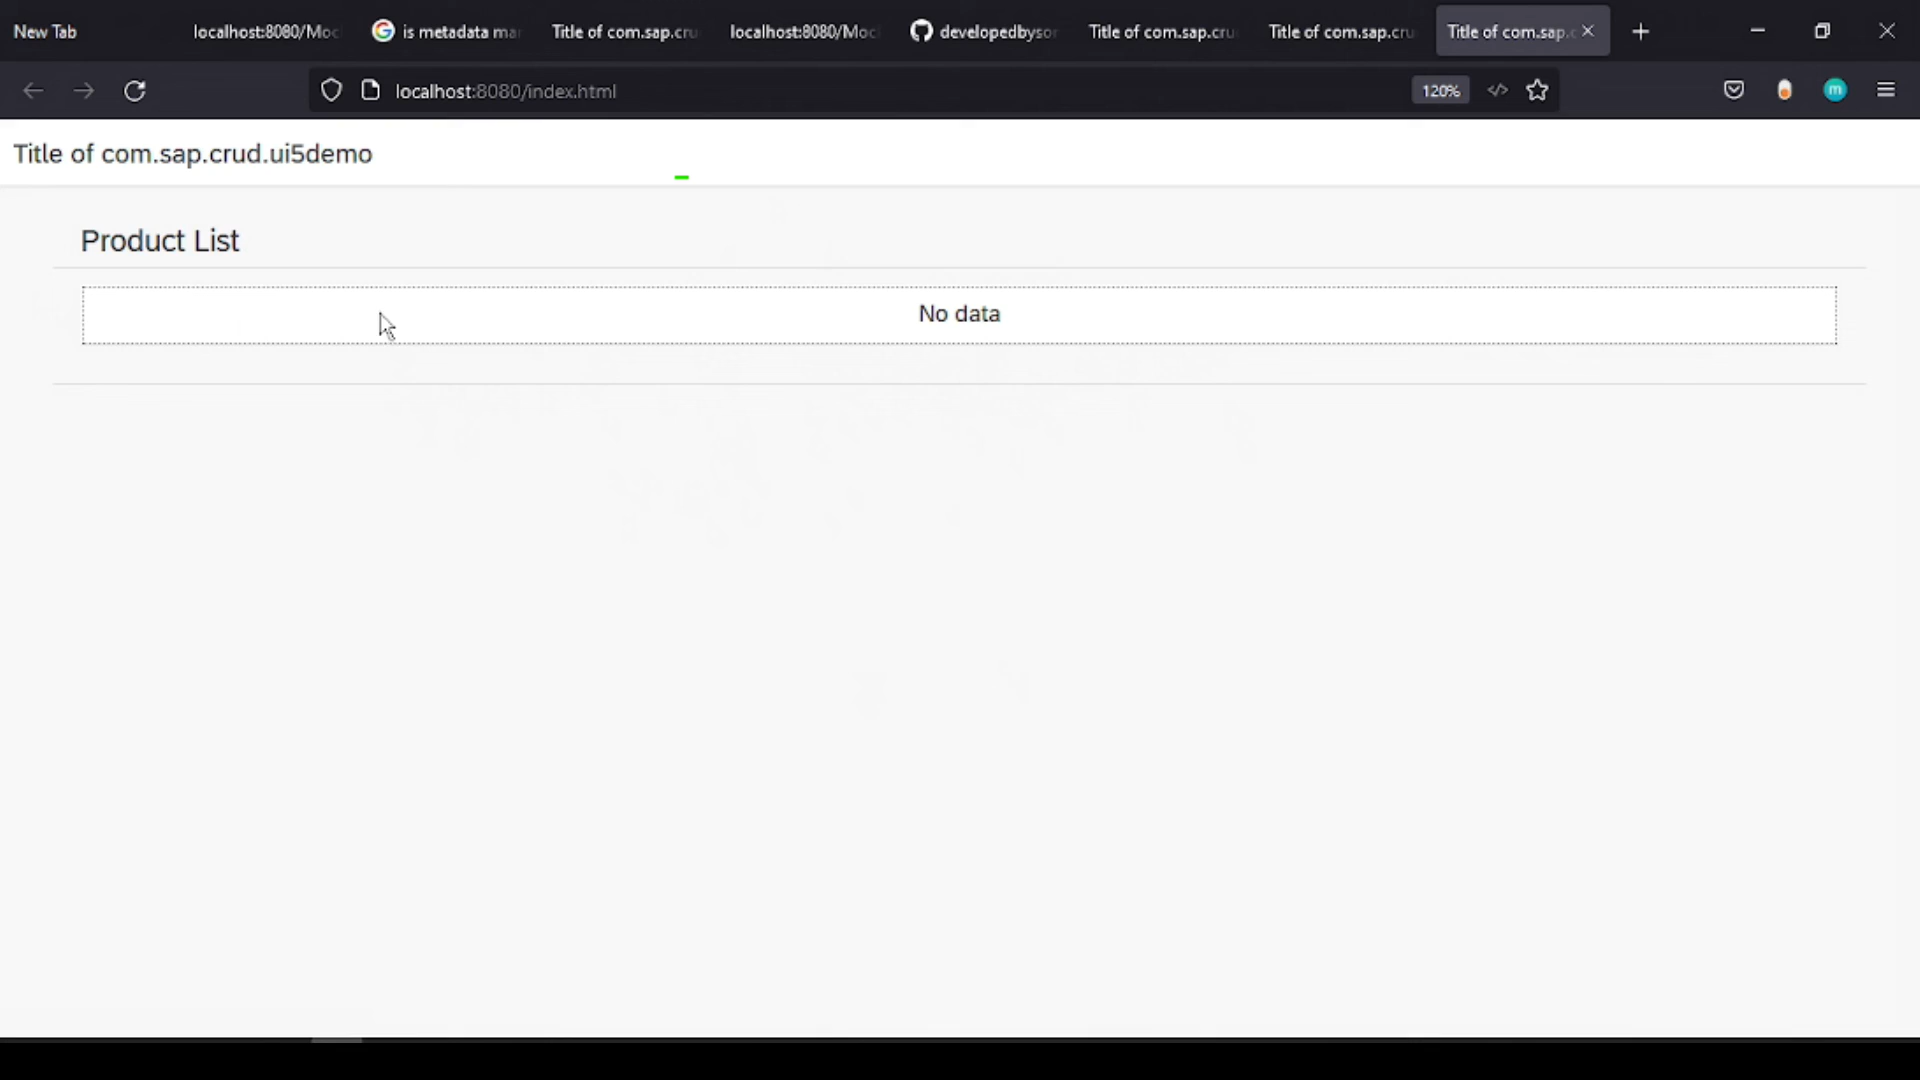 New Tab
localhost:8080/Moc
is metadata ma
Title of com.sap.cru
localhost:8080/Moc
developedbysor
Title of com.sap.cru
Title of com.sap.cru
Title of com.sap.c
localhost:8080/index.html
120%
m
Title of com.sap.crud.ui5demo
Product List
No data